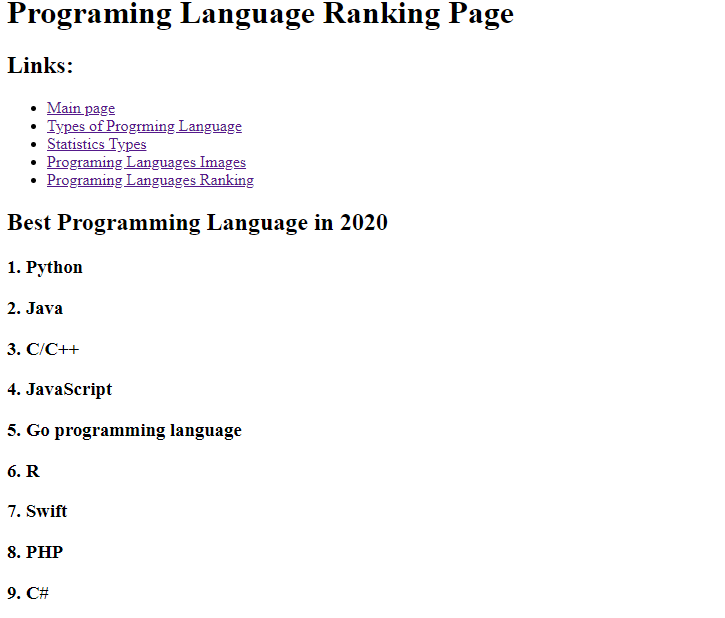 Programing Language Ranking Page
Links:
Main page
Types of Progrming Language
Statistics Types
Programing Languages Images
Programing Languages Ranking
Best Programming Language in 2020
1. Python
2. Java
3. C/C++
4. JavaScript
5. Go programming language
6. R
7. Swift
8. PHP
9. C#